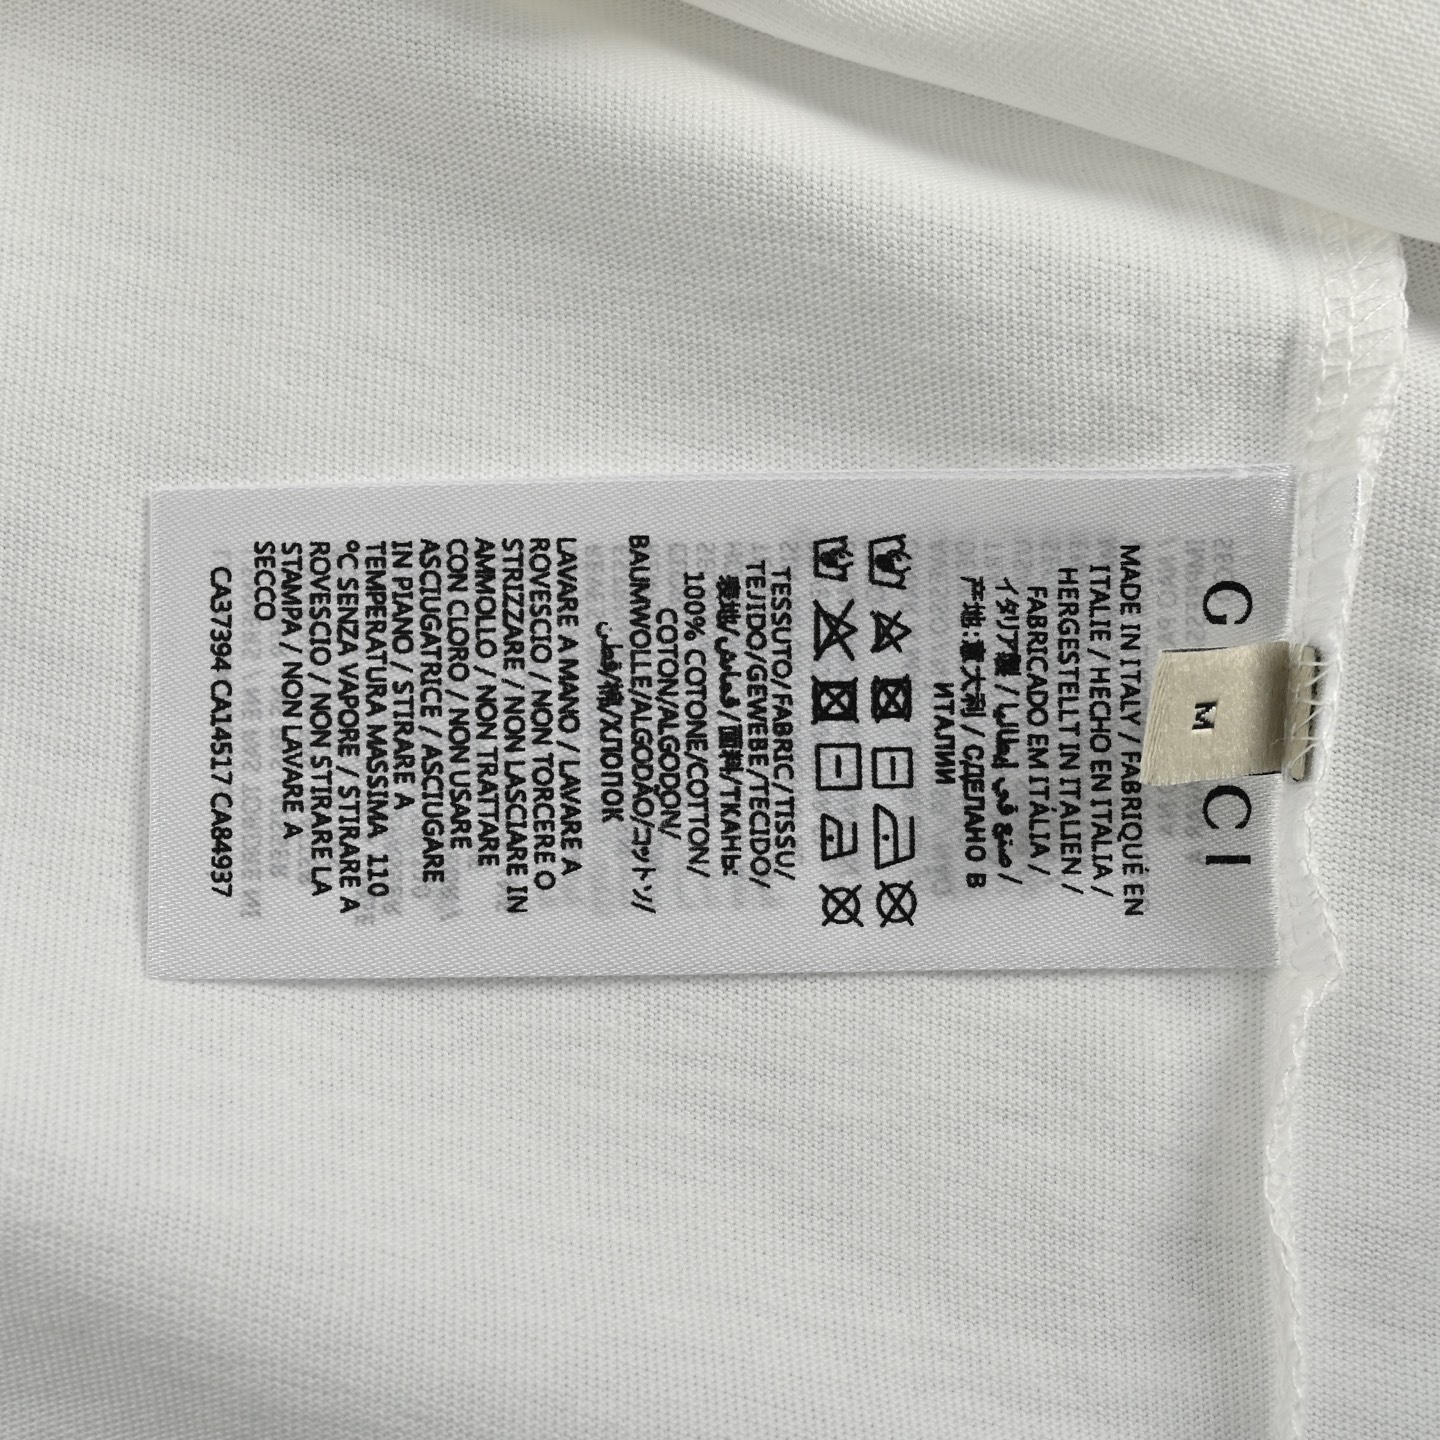 G CI
M
MADE IN ITALY / FABRIQUÉ EN
ITALIE / HECHO EN ITALIA /
HERGESTELLT IN ITALIEN /
FABRICADO EM ITÁLIA /
イタリア製 / صنع في إيطاليا /
产地:意大利 / СДЕЛАНО В
ИТАЛИИ
TESSUTO/FABRIC/TISSU/
TEJIDO/GEWEBE/TECIDO/
表地/قماش/面料/ТКАНЬ:
100% COTONE/COTTON/
COTON/ALGODON/
BAUMWOLLE/ALGODÃO/コットン/
قطن/棉/ХЛОПОК
LAVARE A MANO / LAVARE A
ROVESCIO / NON TORCERE O
STRIZZARE / NON LASCIARE IN
AMMOLLO / NON TRATTARE
CON CLORO / NON USARE
ASCIUGATRICE / ASCIUGARE
IN PIANO / STIRARE A
TEMPERATURA MASSIMA 110
°C SENZA VAPORE / STIRARE A
ROVESCIO / NON STIRARE LA
STAMPA / NON LAVARE A
SECCO
CA37394 CA14517 CA84937